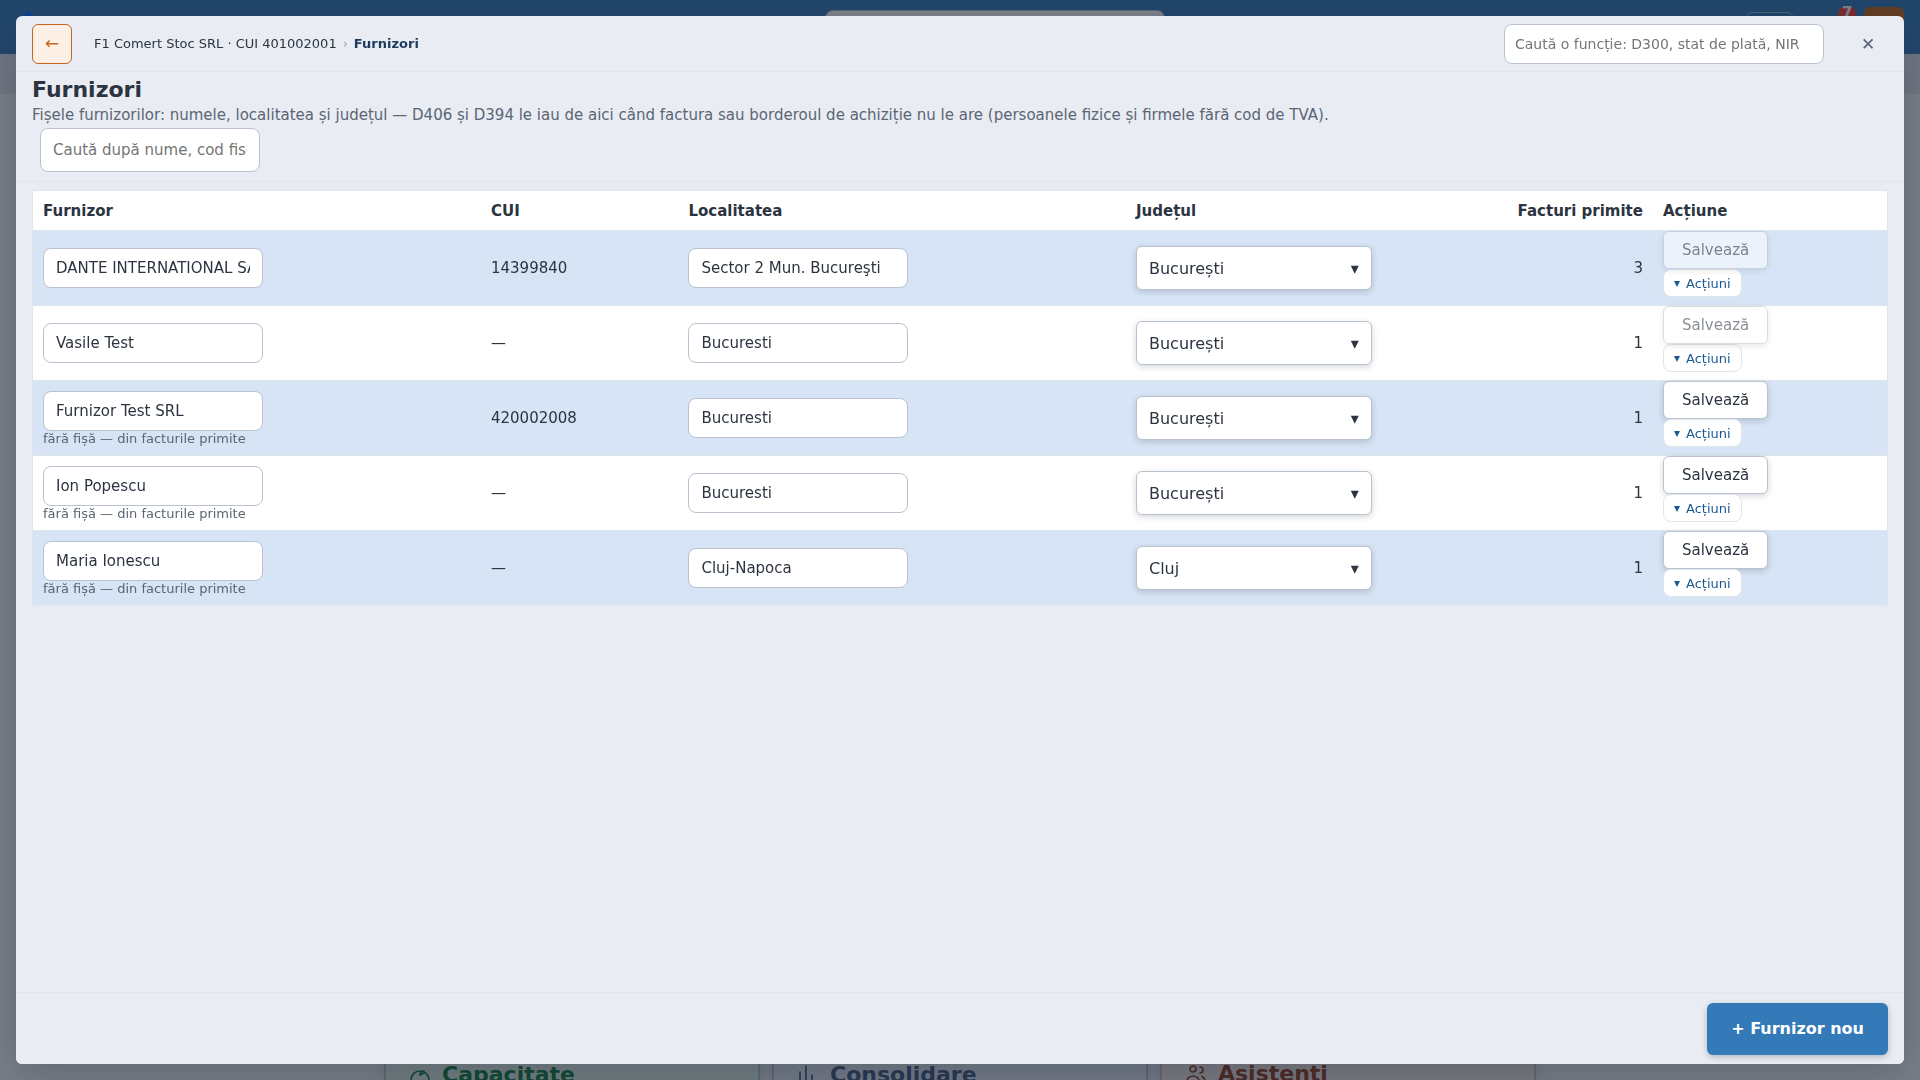 7
← F1 Comert Stoc SRL · CUI 401002001 › Furnizori Caută o funcție: D300, stat de plată, NIR ✕
Furnizori
Fișele furnizorilor: numele, localitatea și județul — D406 și D394 le iau de aici când factura sau borderoul de achiziție nu le are (persoanele fizice și firmele fără cod de TVA).
Caută după nume, cod fis
Furnizor CUI Localitatea Județul Facturi primite Acțiune
DANTE INTERNATIONAL 14399840 Sector 2 Mun. Bucureşti București ▼ 3 Salvează
▾ Acțiuni
Vasile Test — Bucuresti București ▼ 1 Salvează
▾ Acțiuni
Furnizor Test SRL 420002008 Bucuresti București ▼ 1 Salvează
fără fișă — din facturile primite ▾ Acțiuni
Ion Popescu — Bucuresti București ▼ 1 Salvează
fără fișă — din facturile primite ▾ Acțiuni
Maria Ionescu — Cluj-Napoca Cluj ▼ 1 Salvează
fără fișă — din facturile primite ▾ Acțiuni
+ Furnizor nou
Capacitate Consolidare Asistenți